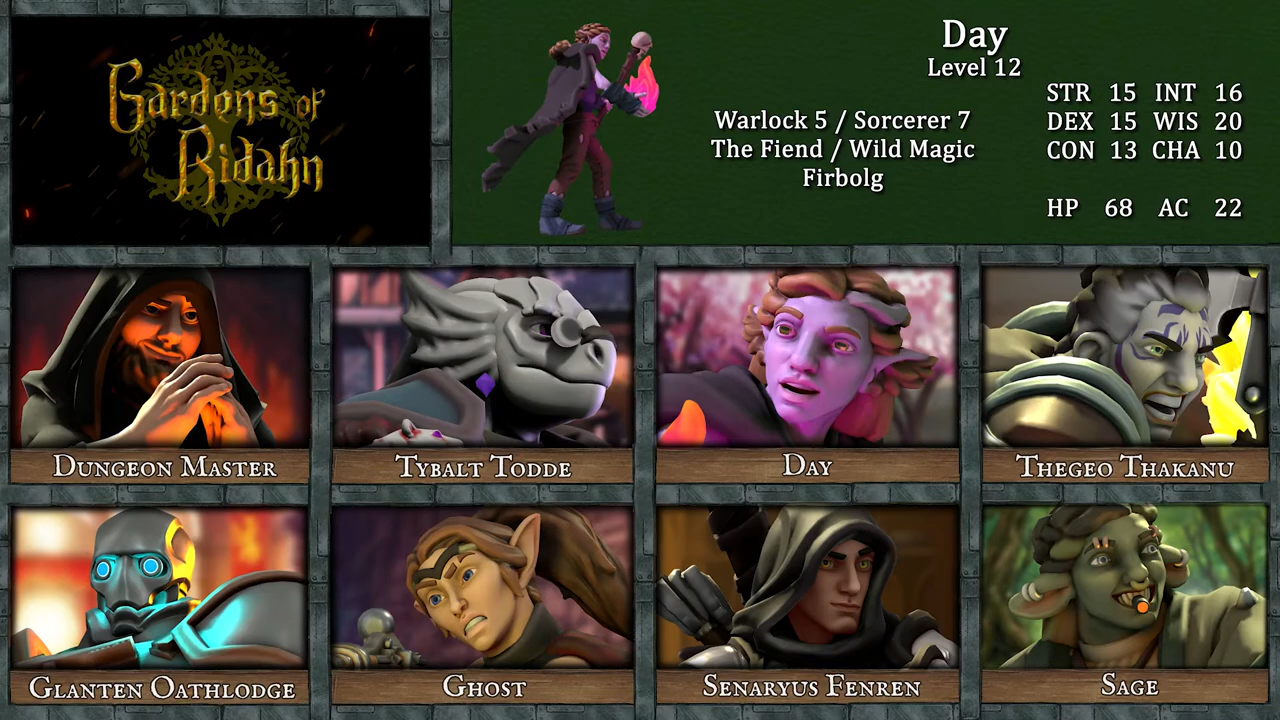 Gardens of
Ridahn
Day
Level 12
Warlock 5 / Sorcerer 7
The Fiend / Wild Magic
Firbolg
STR 15 INT 16
DEX 15 WIS 20
CON 13 CHA 10
HP 68 AC 22
Dungeon Master
Tybalt Todde
Day
Thegeo Thakanu
Glanten Oathlodge
Ghost
Senaryus Fenren
Sage